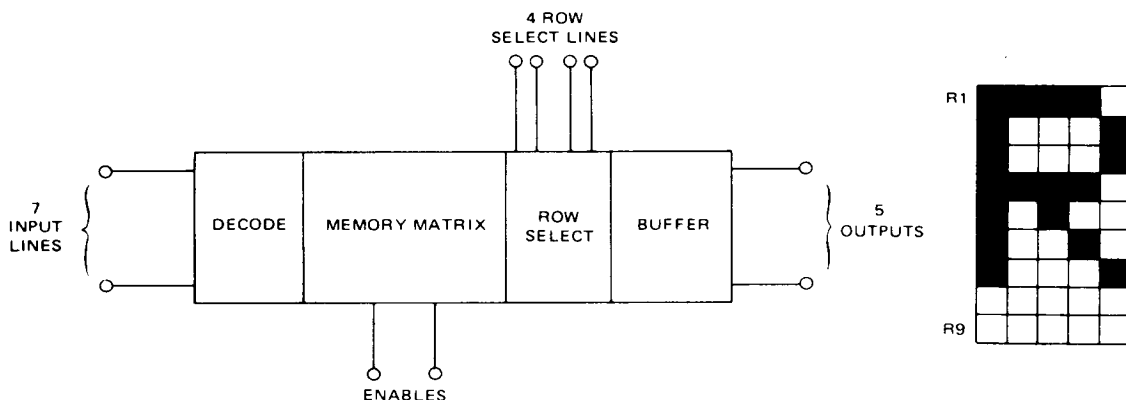 4 ROW
SELECT LINES
7
INPUT
LINES
DECODE
MEMORY MATRIX
ROW
SELECT
BUFFER
5
OUTPUTS
ENABLES
R1
R9